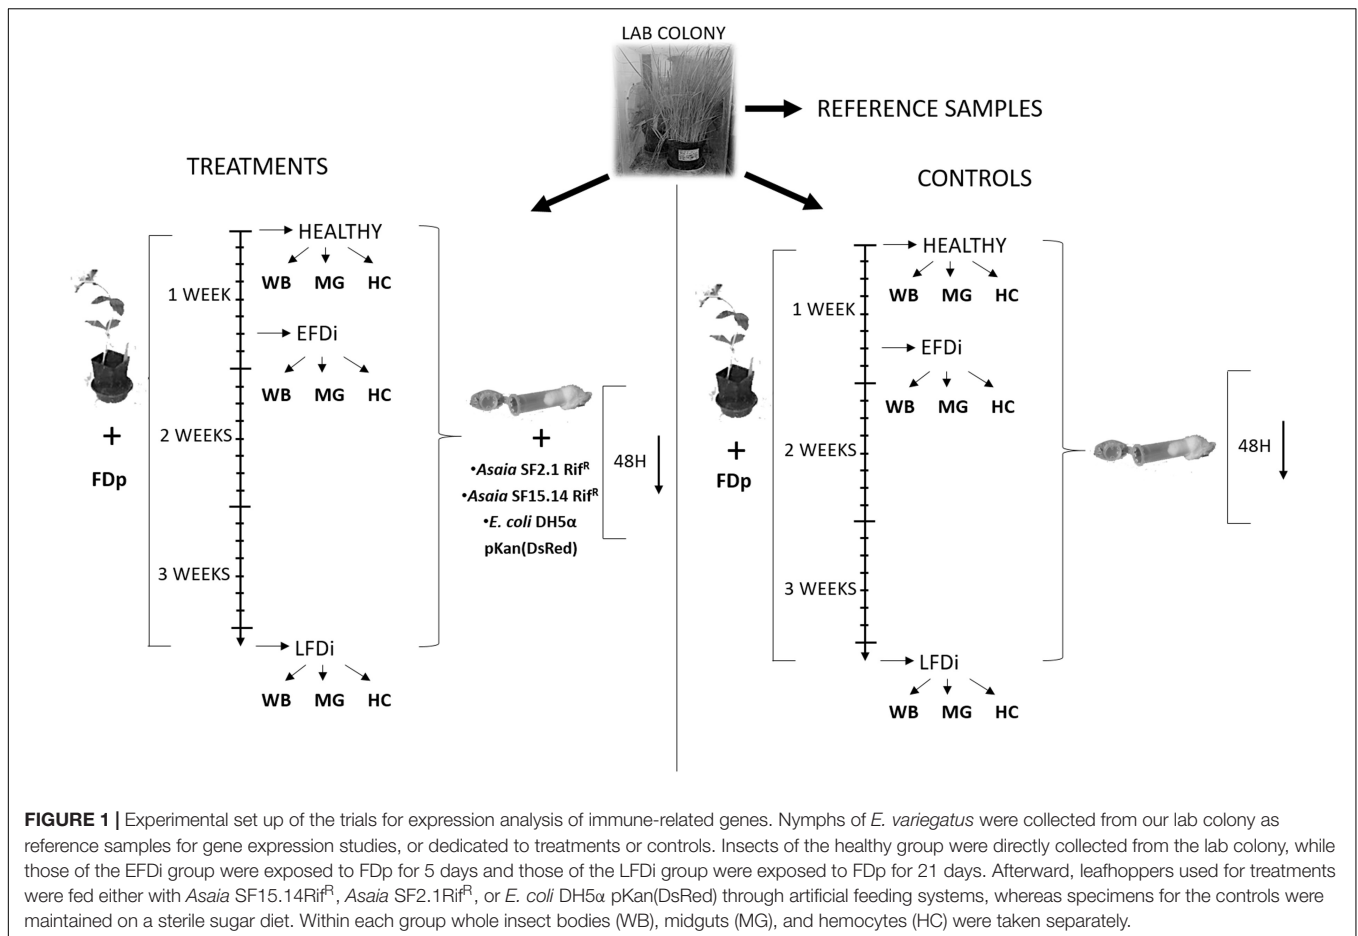 LAB COLONY
REFERENCE SAMPLES
TREATMENTS
HEALTHY
WB MG HC
1 WEEK
EFDi
WB MG HC
2 WEEKS
+
FDp
3 WEEKS
LFDi
WB MG HC
+
•Asaia SF2.1 Rifᴿ
•Asaia SF15.14 Rifᴿ
•E. coli DH5α
pKan(DsRed)
48H
CONTROLS
HEALTHY
WB MG HC
1 WEEK
EFDi
WB MG HC
2 WEEKS
+
FDp
3 WEEKS
LFDi
WB MG HC
48H
FIGURE 1 | Experimental set up of the trials for expression analysis of immune-related genes. Nymphs of E. variegatus were collected from our lab colony as
reference samples for gene expression studies, or dedicated to treatments or controls. Insects of the healthy group were directly collected from the lab colony, while
those of the EFDi group were exposed to FDp for 5 days and those of the LFDi group were exposed to FDp for 21 days. Afterward, leafhoppers used for treatments
were fed either with Asaia SF15.14Rifᴿ, Asaia SF2.1Rifᴿ, or E. coli DH5α pKan(DsRed) through artificial feeding systems, whereas specimens for the controls were
maintained on a sterile sugar diet. Within each group whole insect bodies (WB), midguts (MG), and hemocytes (HC) were taken separately.